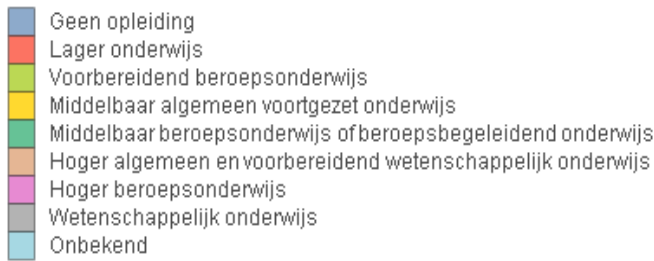 Geen opleiding
Lager onderwijs
Voorbereidend beroepsonderwijs
Middelbaar algemeen voortgezet onderwijs
Middelbaar beroepsonderwijs of beroepsbegeleidend onderwijs
Hoger algemeen en voorbereidend wetenschappelijk onderwijs
Hoger beroepsonderwijs
Wetenschappelijk onderwijs
Onbekend